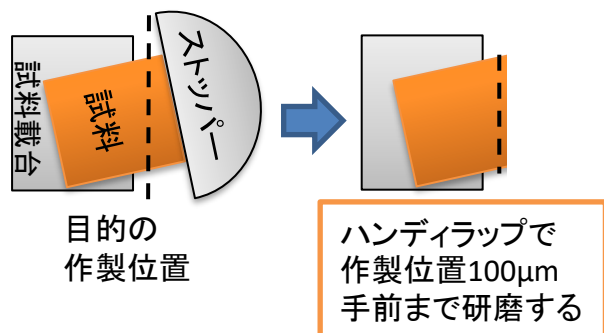 試料載台
試料
ストッパー
目的の
作製位置
ハンディラップで
作製位置100μm
手前まで研磨する